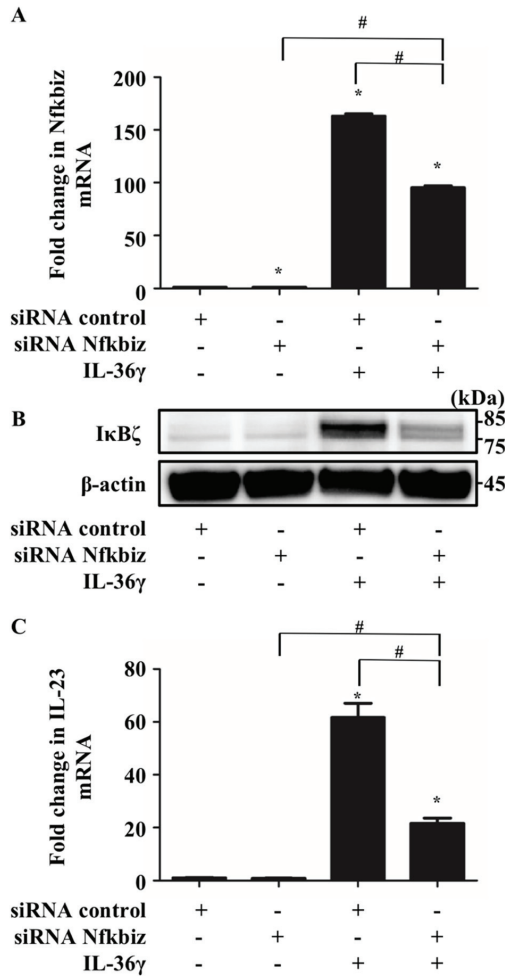 A
#
#
Fold change in Nfkbiz
mRNA
200
150
100
50
0
*
*
*
siRNA control + - + -
siRNA Nfkbiz - + - +
IL-36γ - - + +
(kDa)
B
IκBζ
85
75
β-actin
45
siRNA control + - + -
siRNA Nfkbiz - + - +
IL-36γ - - + +
C
#
#
Fold change in IL-23
mRNA
80
60
40
20
0
*
*
siRNA control + - + -
siRNA Nfkbiz - + - +
IL-36γ - - + +